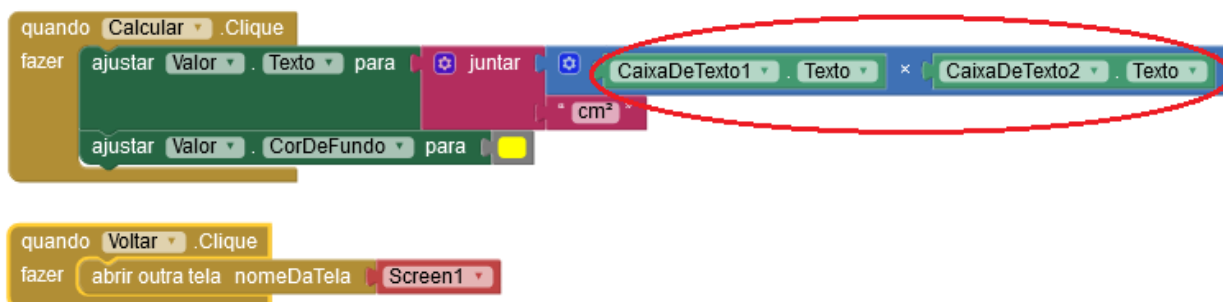 quando Calcular .Clique
fazer ajustar Valor . Texto para juntar CaixaDeTexto1 . Texto × CaixaDeTexto2 . Texto
" cm² "
ajustar Valor . CorDeFundo para
quando Voltar .Clique
fazer abrir outra tela nomeDaTela Screen1